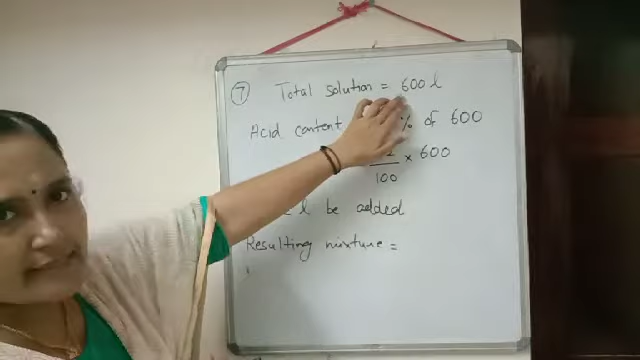 7 Total solution = 600 l
Acid content % of 600
100 × 600
l be added
Resulting mixture =